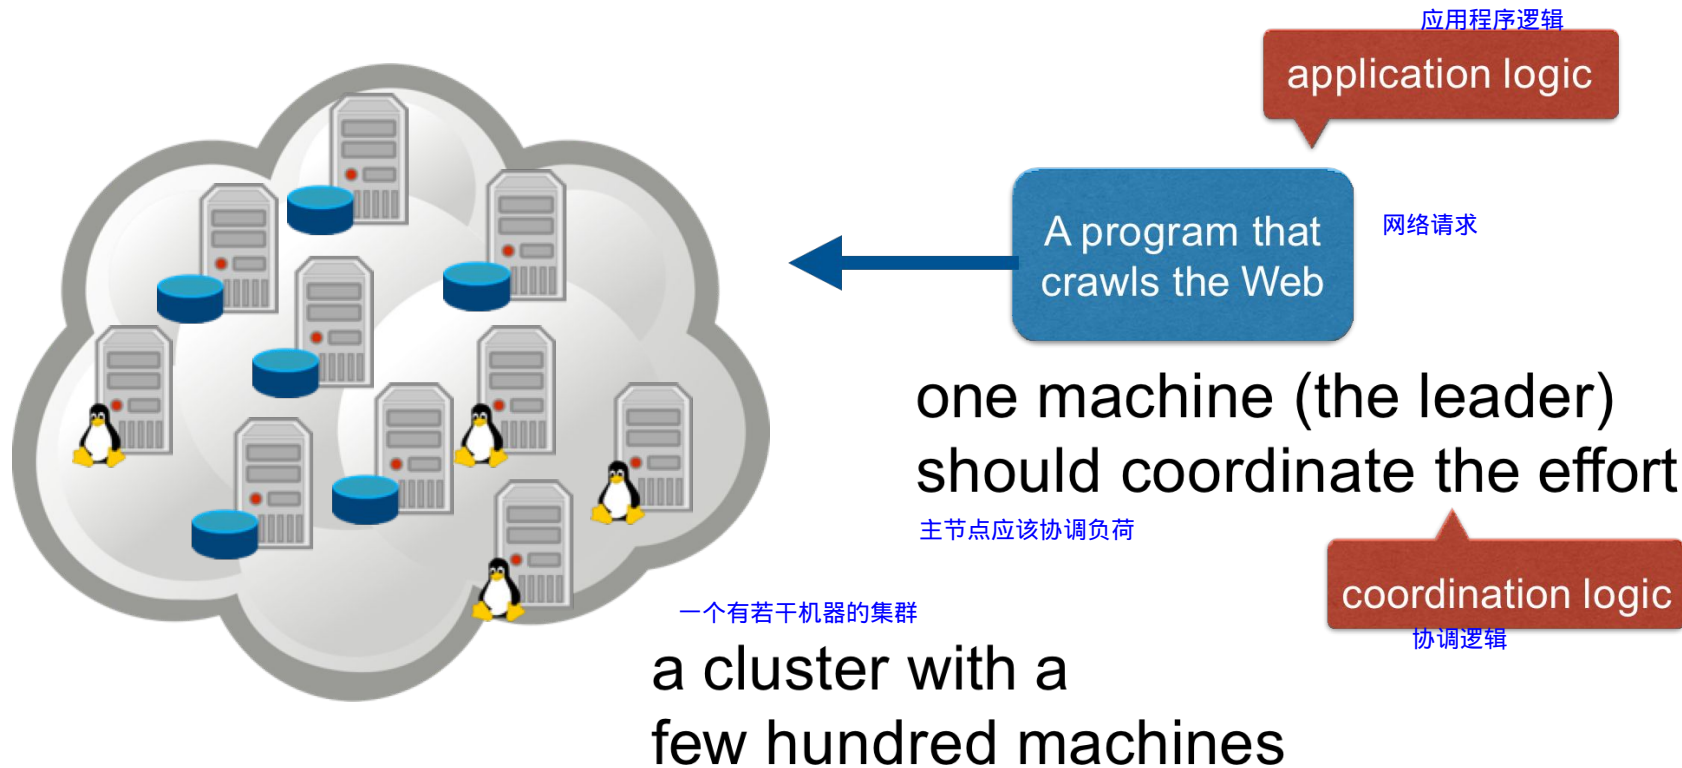 应用程序逻辑
application logic
A program that
crawls the Web
网络请求
one machine (the leader)
should coordinate the effort
主节点应该协调负荷
coordination logic
协调逻辑
一个有若干机器的集群
a cluster with a
few hundred machines